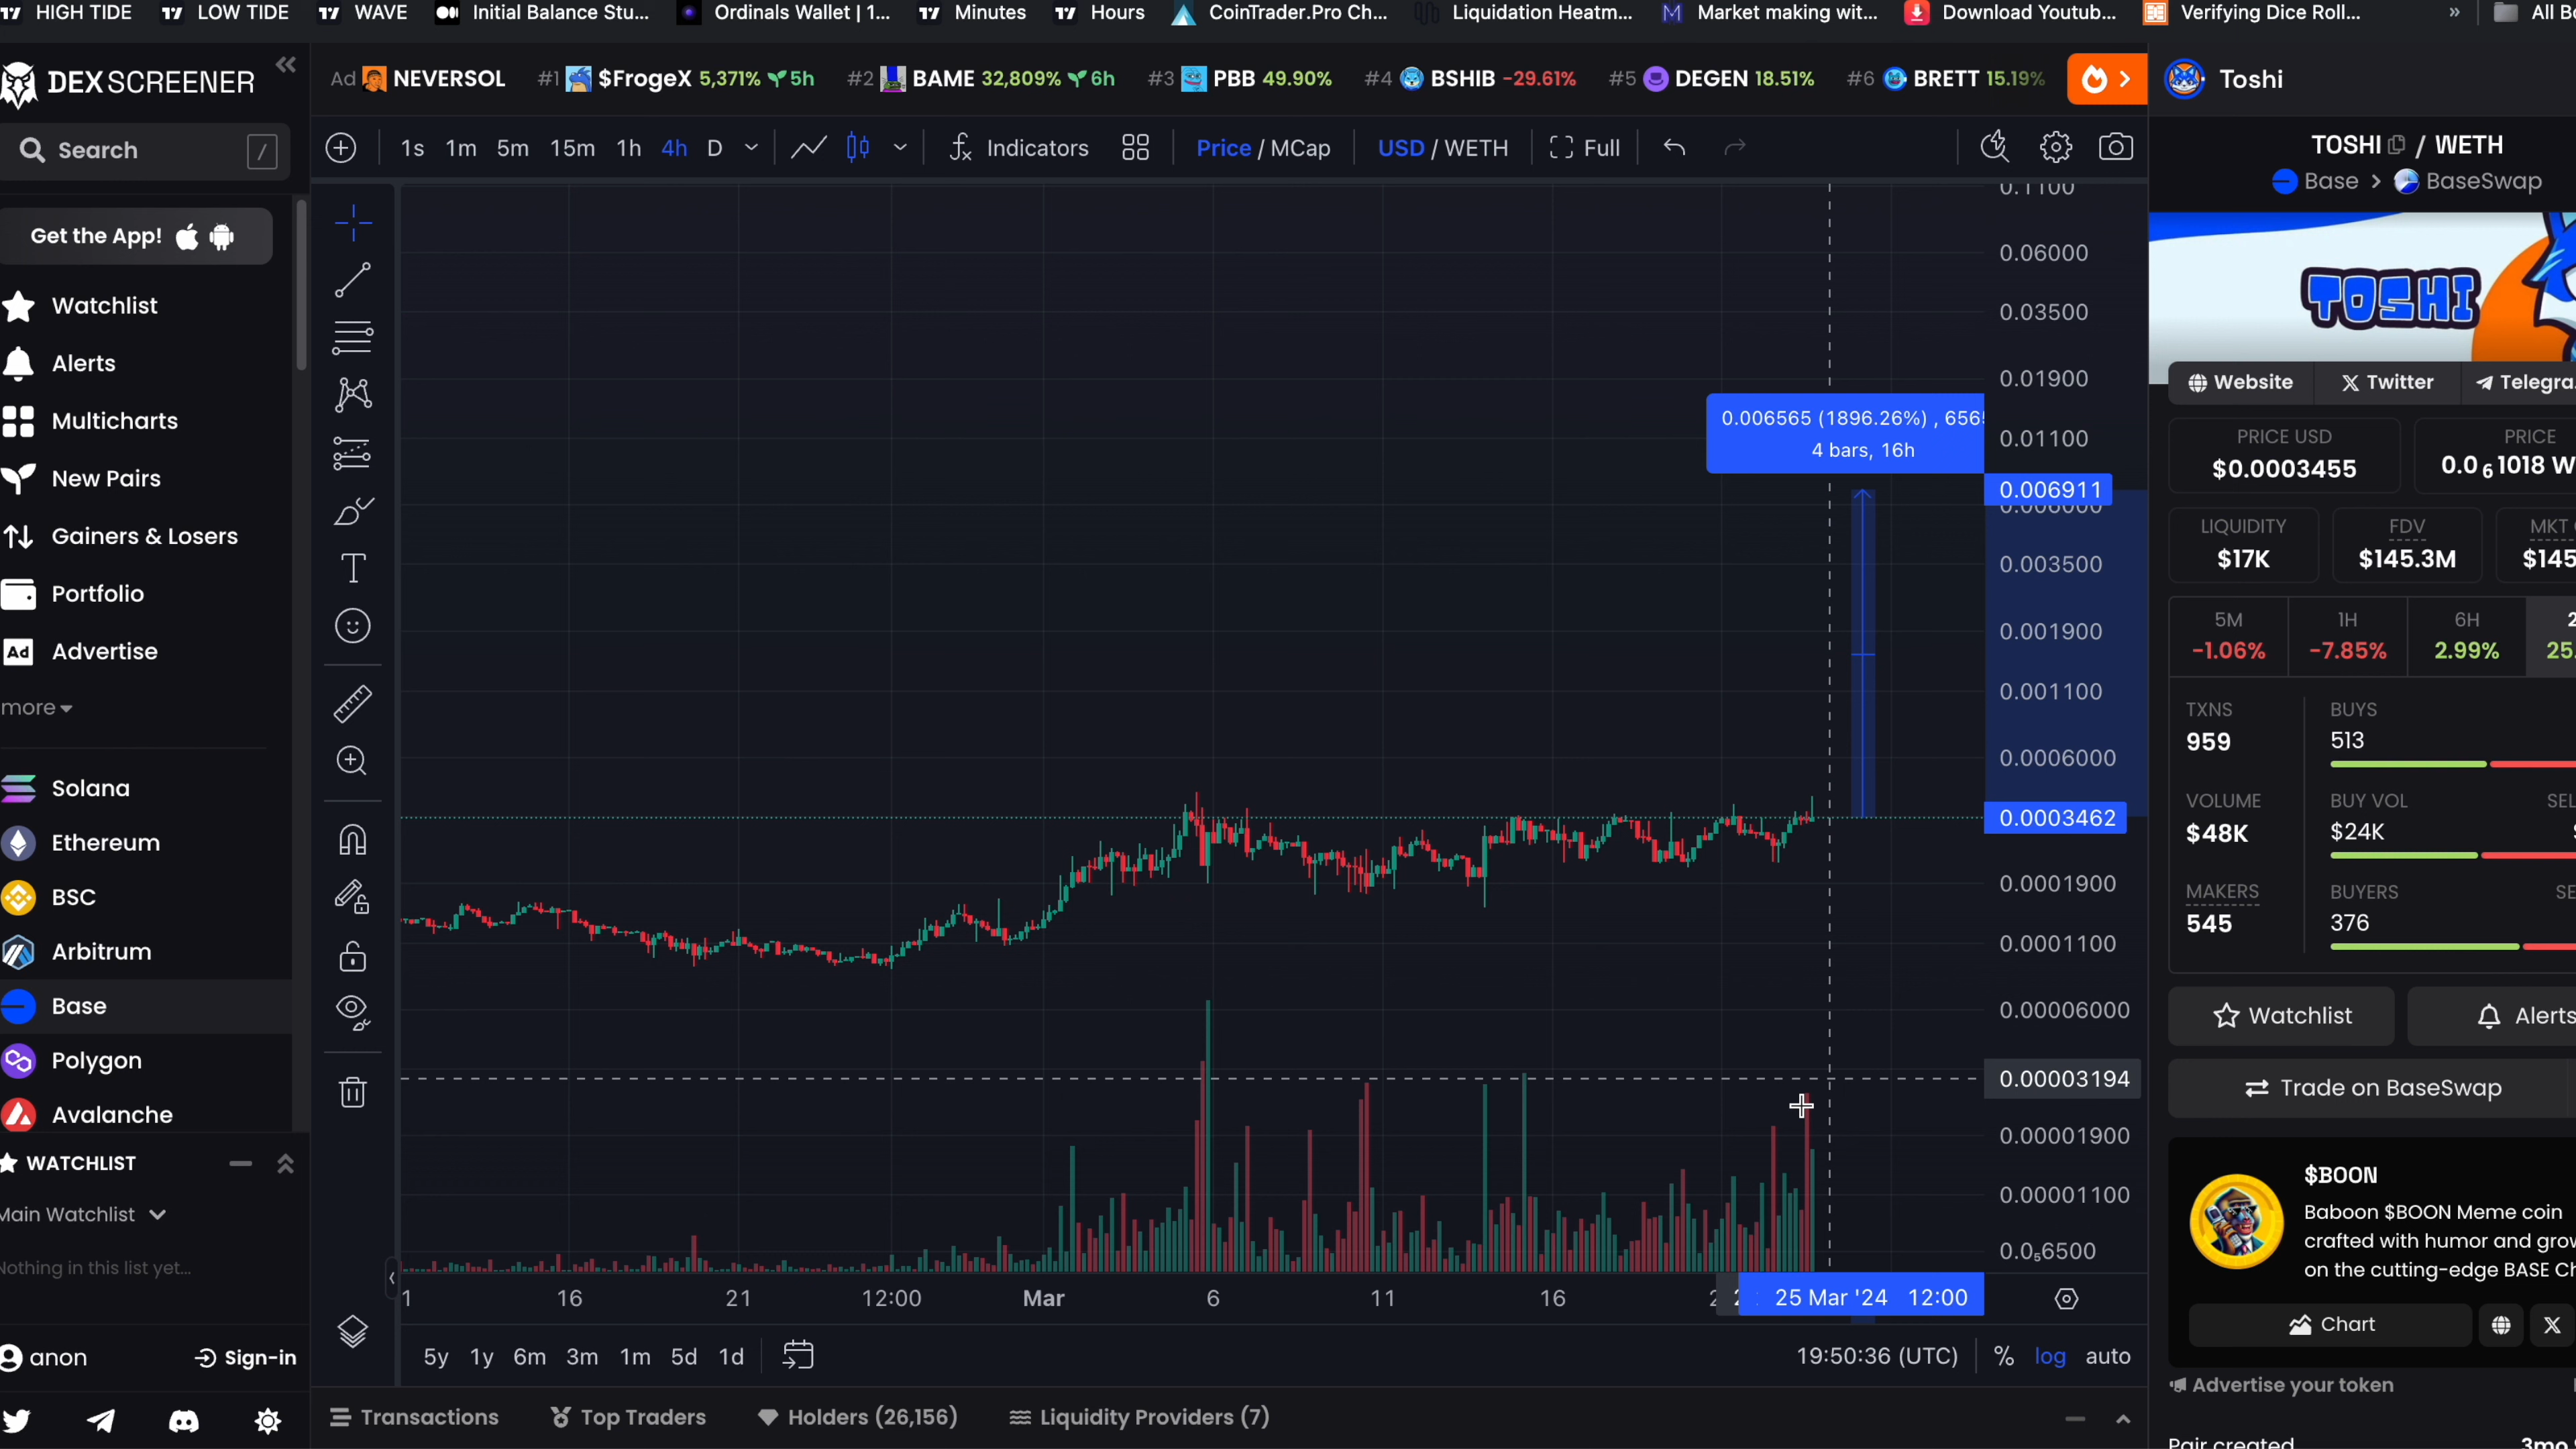 HIGH TIDE LOW TIDE WAVE Initial Balance Stu... Ordinals Wallet | 1... Minutes Hours CoinTrader.Pro Ch... Liquidation Heatm... Market making wit... Download Youtub... Verifying Dice Roll... » All B
DEX SCREENER
Search /
Get the App!
Watchlist
Alerts
Multicharts
New Pairs
Gainers & Losers
Portfolio
Ad Advertise
more
Solana
Ethereum
BSC
Arbitrum
Base
Polygon
Avalanche
WATCHLIST
Main Watchlist
Nothing in this list yet...
anon Sign-in
Ad NEVERSOL #1 $FrogeX 5,371% 5h #2 BAME 32,809% 6h #3 PBB 49.90% #4 BSHIB -29.61% #5 DEGEN 18.51% #6 BRETT 15.19%
1s 1m 5m 15m 1h 4h D Indicators Price / MCap USD / WETH Full
0.1100
0.06000
0.03500
0.01900
0.006565 (1896.26%) , 656
4 bars, 16h
0.01100
0.006911
0.006000
0.003500
0.001900
0.001100
0.0006000
0.0003462
0.0001900
0.0001100
0.00006000
0.00003194
0.00001900
0.00001100
0.0₅6500
1 16 21 12:00 Mar 6 11 16 2 25 Mar '24 12:00
5y 1y 6m 3m 1m 5d 1d 19:50:36 (UTC) % log auto
Transactions Top Traders Holders (26,156) Liquidity Providers (7)
Toshi
TOSHI / WETH
Base > BaseSwap
TOSHI
Website Twitter Telegra
PRICE USD PRICE
$0.0003455 0.0₆1018 W
LIQUIDITY FDV MKT
$17K $145.3M $145
5M 1H 6H 2
-1.06% -7.85% 2.99% 25.
TXNS BUYS
959 513
VOLUME BUY VOL SEL
$48K $24K $
MAKERS BUYERS SE
545 376
Watchlist Alerts
Trade on BaseSwap
$BOON
Baboon $BOON Meme coin
crafted with humor and grow
on the cutting-edge BASE Ch
Chart
Advertise your token
Pair created 3mo